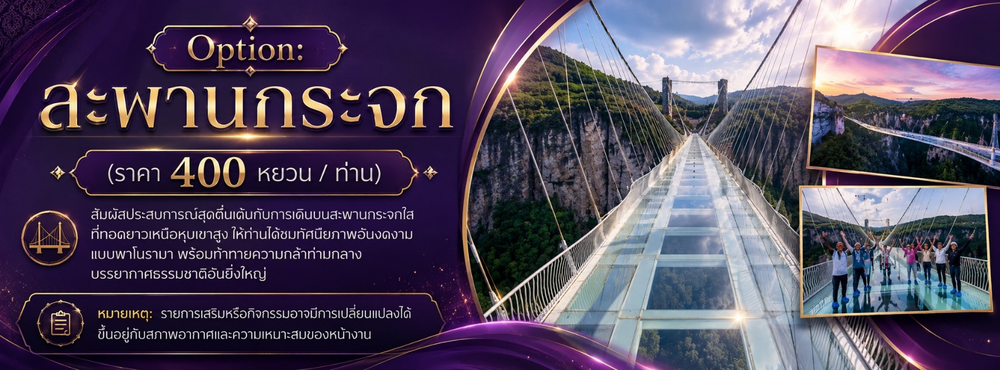 Option:
สะพานกระจก
(ราคา 400 หยวน / ท่าน)
สัมผัสประสบการณ์สุดตื่นเต้นกับการเดินบนสะพานกระจกใส
ที่ทอดยาวเหนือหุบเขาสูง ให้ท่านได้ชมทัศนียภาพอันงดงาม
แบบพาโนรามา พร้อมท้าทายความกล้าท่ามกลาง
บรรยากาศธรรมชาติอันยิ่งใหญ่
หมายเหตุ: รายการเสริมหรือกิจกรรมอาจมีการเปลี่ยนแปลงได้
ขึ้นอยู่กับสภาพอากาศและความเหมาะสมของหน้างาน